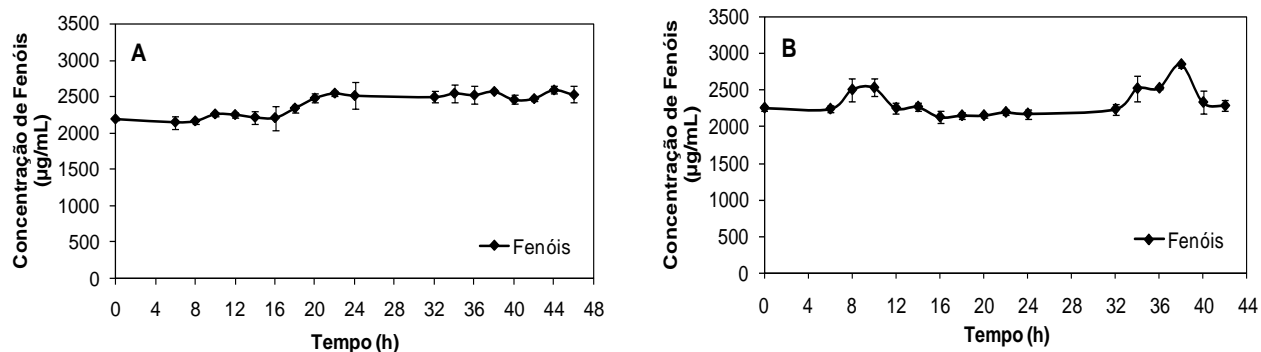 A
Concentração de Fenóis
(µg/mL)
3500
3000
2500
2000
1500
1000
500
0
Fenóis
0 4 8 12 16 20 24 28 32 36 40 44 48
Tempo (h)
B
Concentração de Fenóis
(µg/mL)
3500
3000
2500
2000
1500
1000
500
0
Fenóis
0 4 8 12 16 20 24 28 32 36 40 44
Tempo (h)